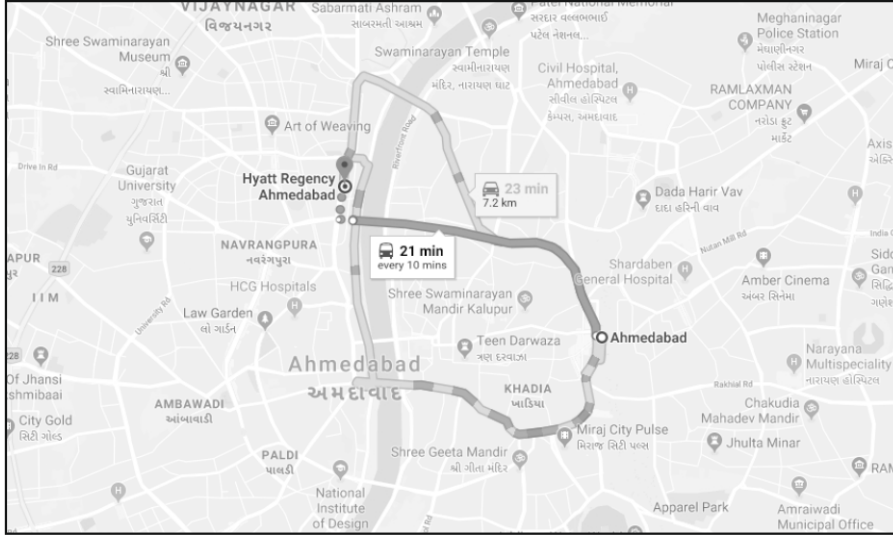 VIJAYNAGAR
વિજયનગર
Sabarmati Ashram
સાબરમતી આશ્રમ
Patel National Memorial
સરદાર વલ્લભભાઈ
પટેલ નેશનલ...
Meghaninagar
Police Station
મેઘાણીનગર
પોલીસ સ્ટેશન
Miraj C
Shree Swaminarayan
Museum
શ્રી
સ્વામિનારાયણ...
Swaminarayan Temple
સ્વામીનારાયણ
મંદિર, નારાયણ ઘાટ
Civil Hospital,
Ahmedabad
સીવીલ હોસ્પિટલ
કેમ્પસ, અમદાવાદ
RAMLAXMAN
COMPANY
નરોડા ફ્રુટ
માર્કેટ
Art of Weaving
Riverfront Road
Axis
Drive In Rd
Gujarat
University
ગુજરાત
યુનિવર્સિટી
Hyatt Regency
Ahmedabad
23 min
7.2 km
Dada Harir Vav
દાદા હરિની વાવ
NAVRANGPURA
નવરંગપુરા
21 min
every 10 mins
Nutan Mill Rd
India C
APUR
228
IIM
HCG Hospitals
Shardaben
General Hospital
Amber Cinema
અંબર સિનેમા
University Rd
Law Garden
લો ગાર્ડન
Shree Swaminarayan
Mandir Kalupur
Ahmedabad
Teen Darwaza
ત્રણ દરવાઝા
228
Ahmedabad
અમદાવાદ
Narayana
Multispeciality
નારાયણ હોસ્પિટલ
Of Jhansi
AMBAWADI
આંબાવાડી
KHADIA
ખાડિયા
Rakhial Rd
Chakudia
Mahadev Mandir
City Gold
સિટી ગોલ્ડ
Miraj City Pulse
મિરાજ સિટી પલ્સ
Jhulta Minar
PALDI
પાલડી
Shree Geeta Mandir
શ્રી ગીતા મંદિર
RAM
National
Institute
of Design
Apparel Park
Amraiwadi
Municipal Office